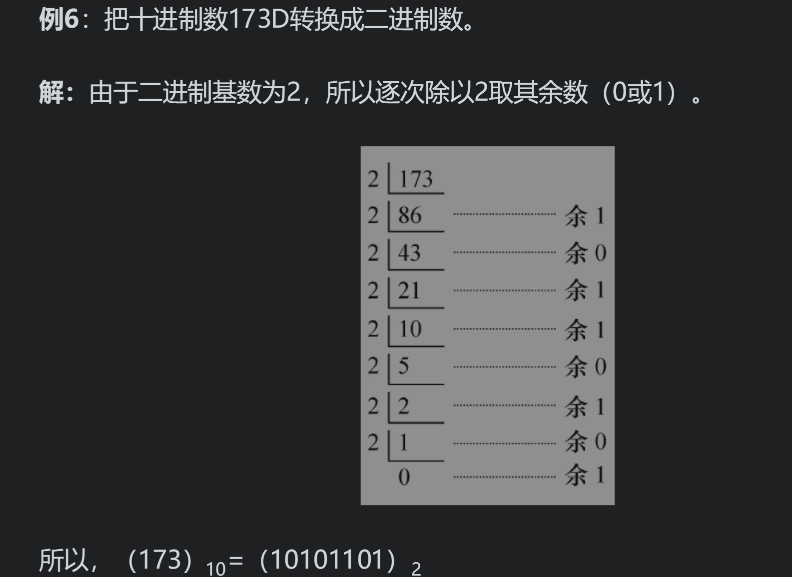 例6：把十进制数173D转换成二进制数。
解：由于二进制基数为2，所以逐次除以2取其余数（0或1）。
2 173
2 86 余 1
2 43 余 0
2 21 余 1
2 10 余 1
2 5 余 0
2 2 余 1
2 1 余 0
0 余 1
所以，（173）10=（10101101）2